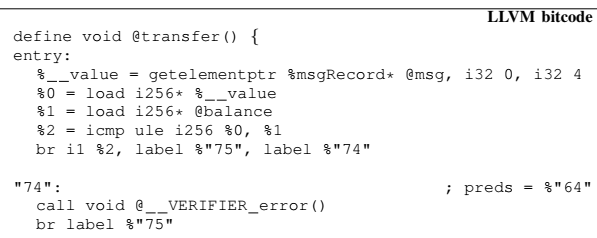 LLVM bitcode
define void @transfer() {
entry:
  %__value = getelementptr %msgRecord* @msg, i32 0, i32 4
  %0 = load i256* %__value
  %1 = load i256* @balance
  %2 = icmp ule i256 %0, %1
  br i1 %2, label %"75", label %"74"

"74":                                     ; preds = %"64"
  call void @__VERIFIER_error()
  br label %"75"